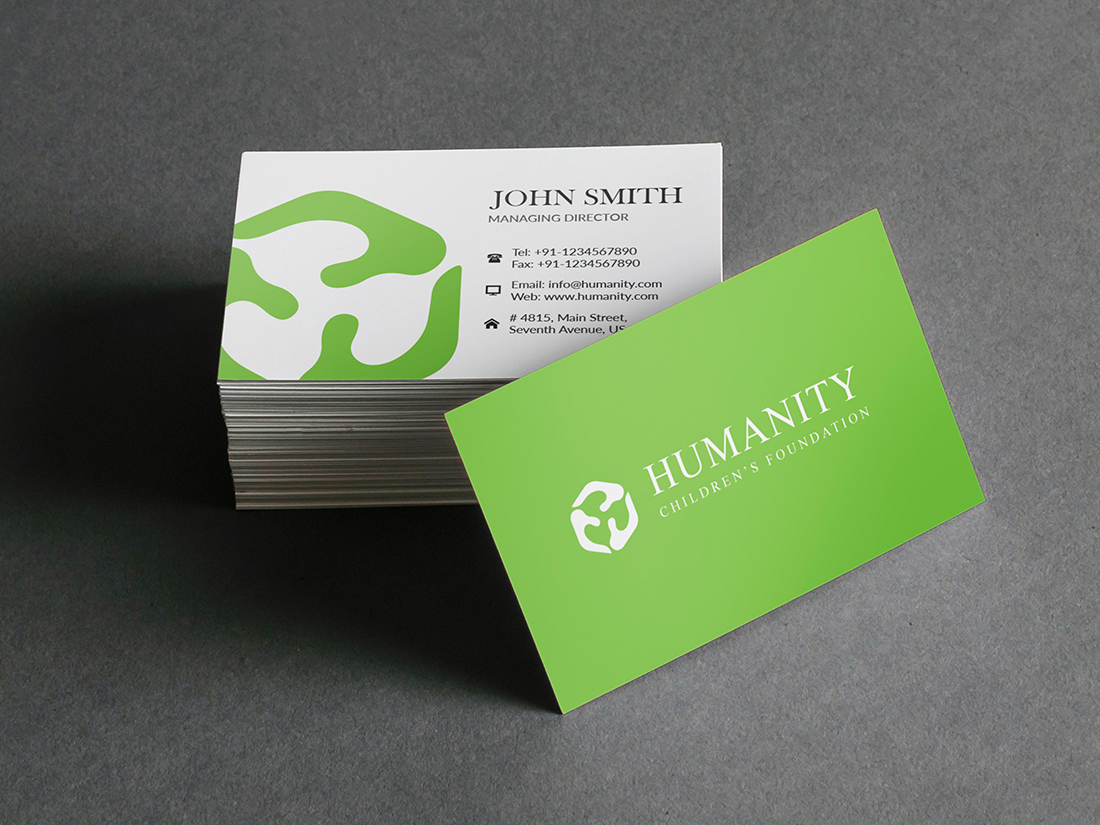 JOHN SMITH
MANAGING DIRECTOR
Tel: +91-1234567890
Fax: +91-1234567890
Email: info@humanity.com
Web: www.humanity.com
# 4815, Main Street,
Seventh Avenue, US
HUMANITY
CHILDREN'S FOUNDATION